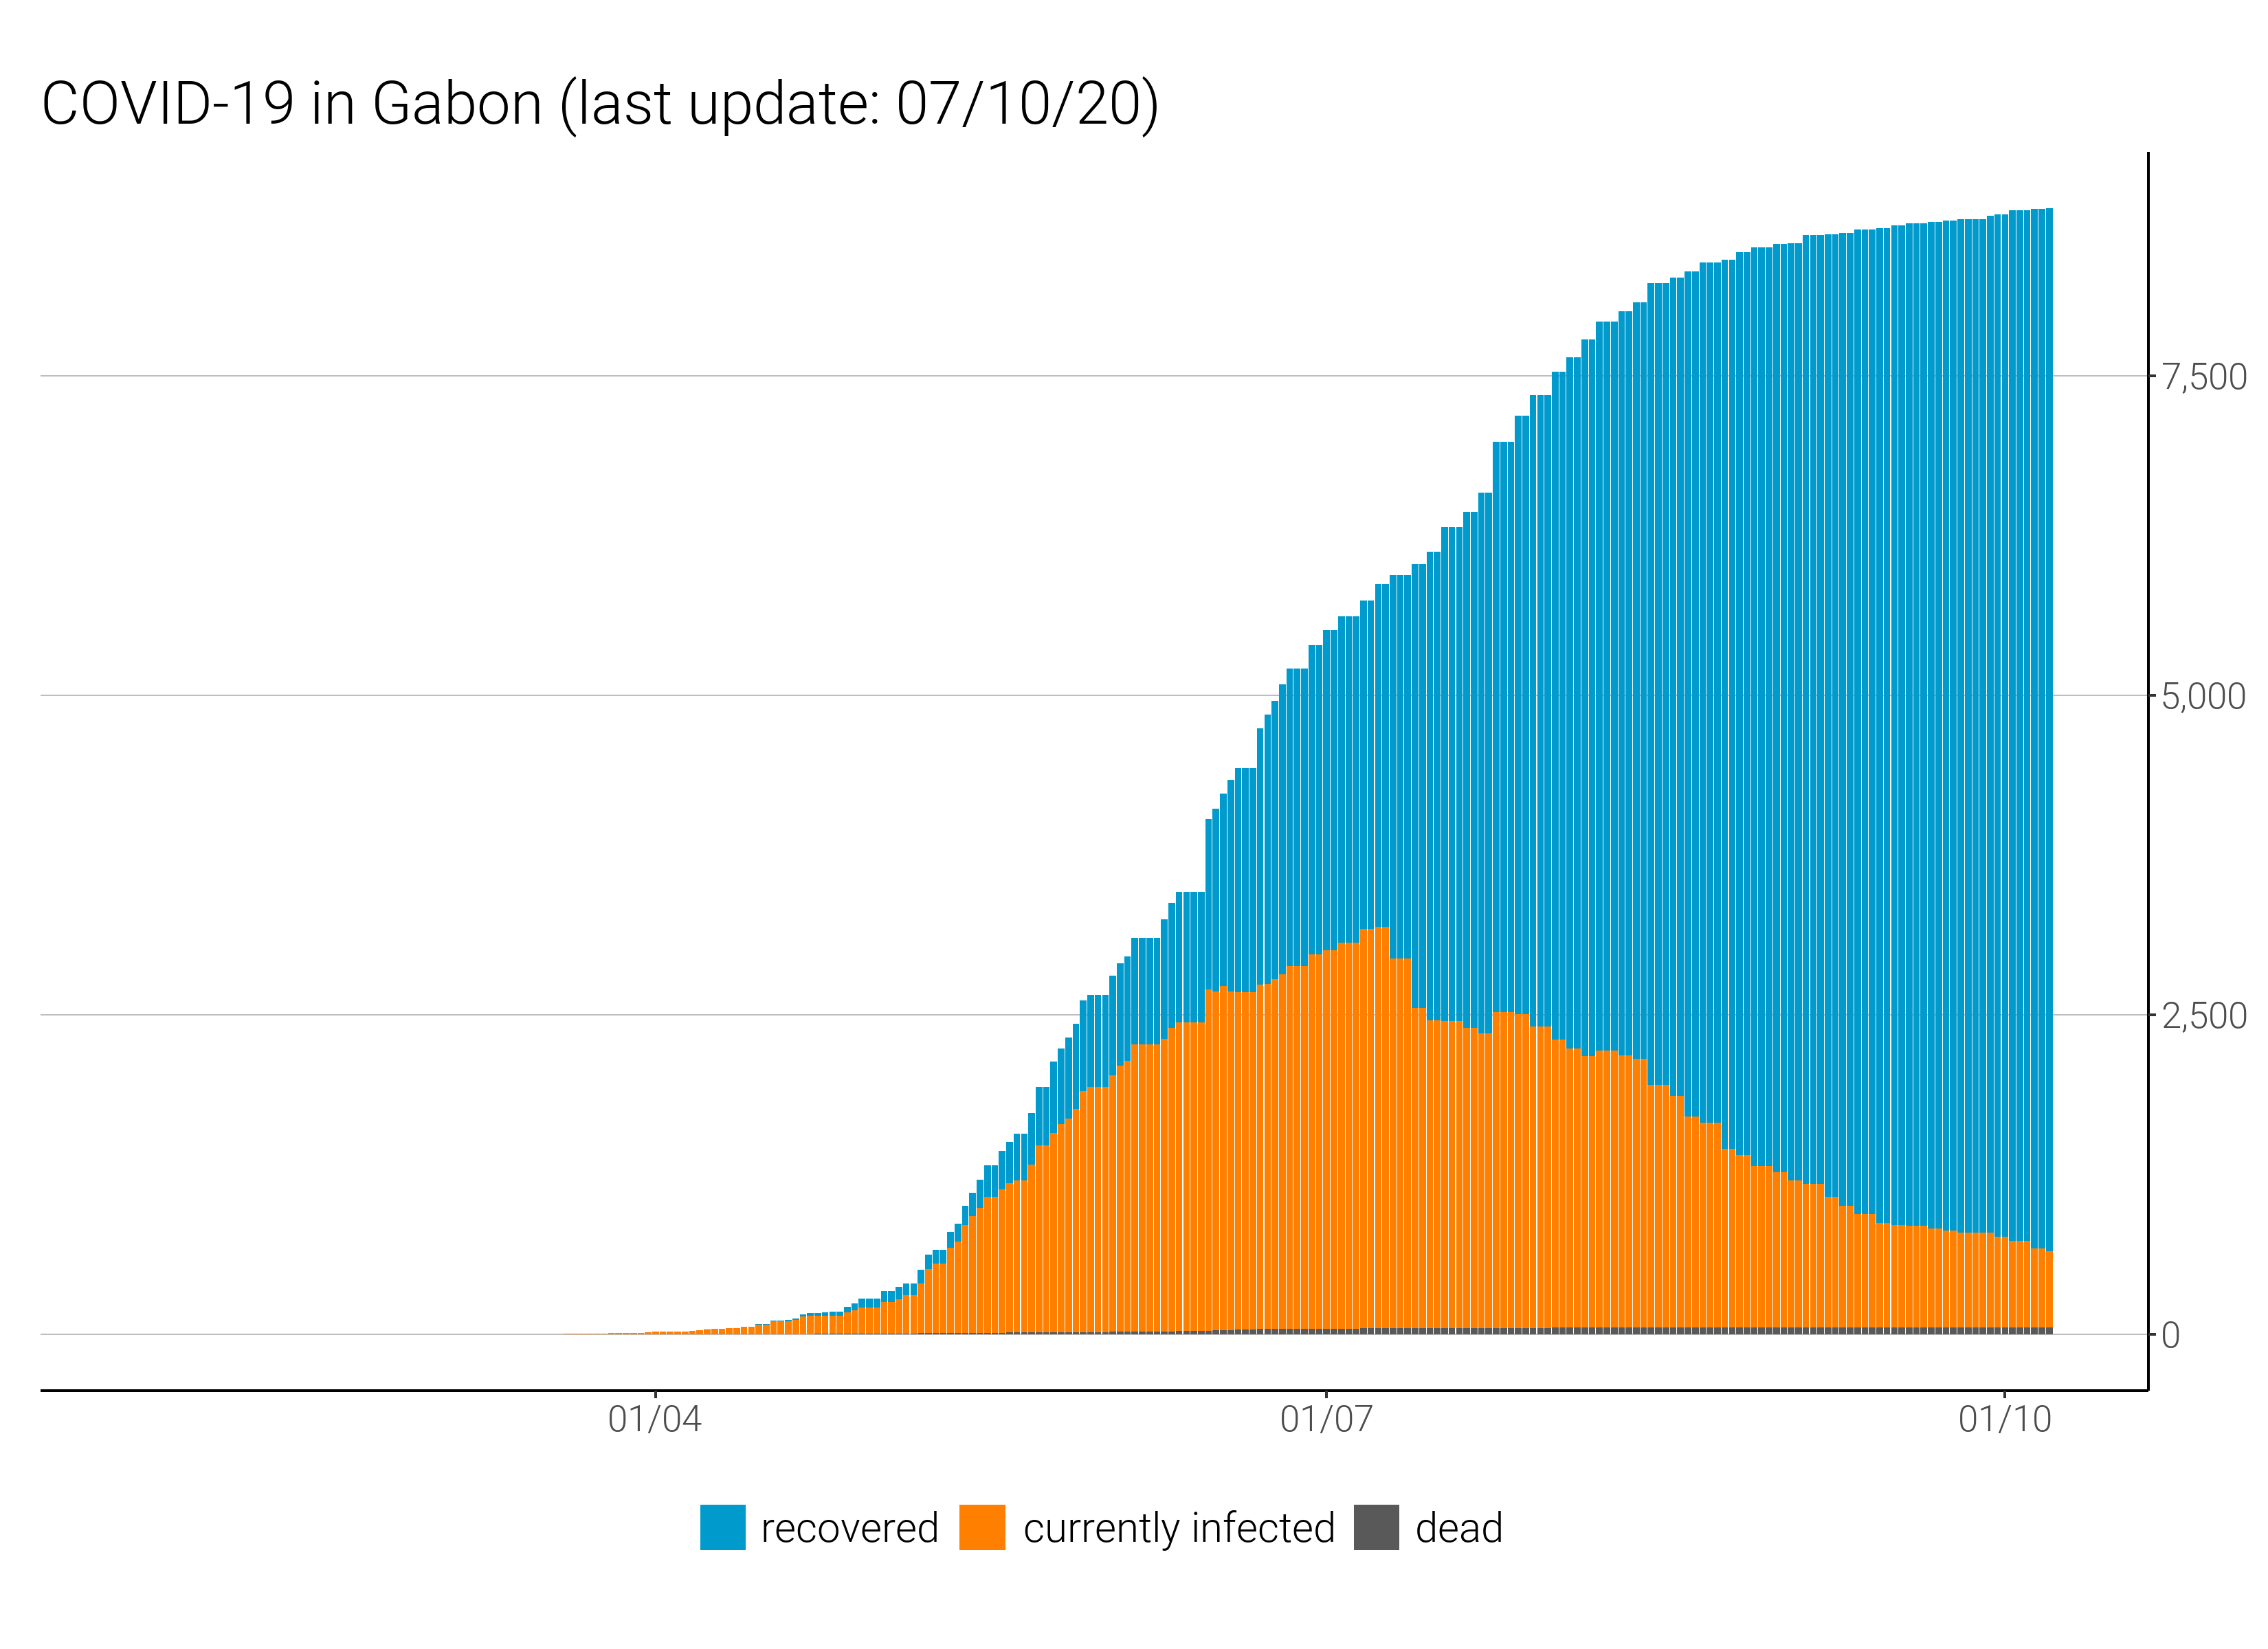 COVID-19 in Gabon (last update: 07/10/20)
7,500
5,000
2,500
0
01/04 01/07 01/10
recovered currently infected dead